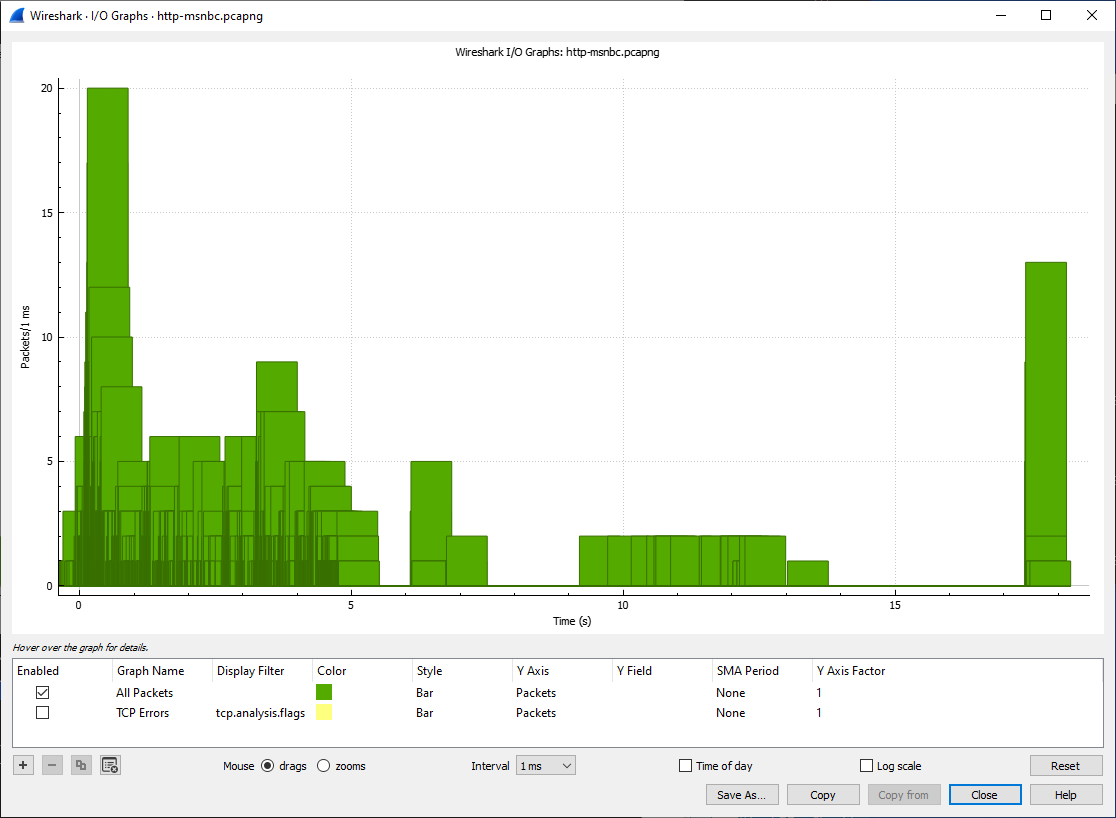 Wireshark · I/O Graphs · http-msnbc.pcapng
Wireshark I/O Graphs: http-msnbc.pcapng
20
15
10
5
0
Packets/1 ms
0 5 10 15
Time (s)
Hover over the graph for details.
Enabled Graph Name Display Filter Color Style Y Axis Y Field SMA Period Y Axis Factor
All Packets Bar Packets None 1
TCP Errors tcp.analysis.flags Bar Packets None 1
Mouse drags zooms Interval 1 ms Time of day Log scale Reset
Save As... Copy Copy from Close Help